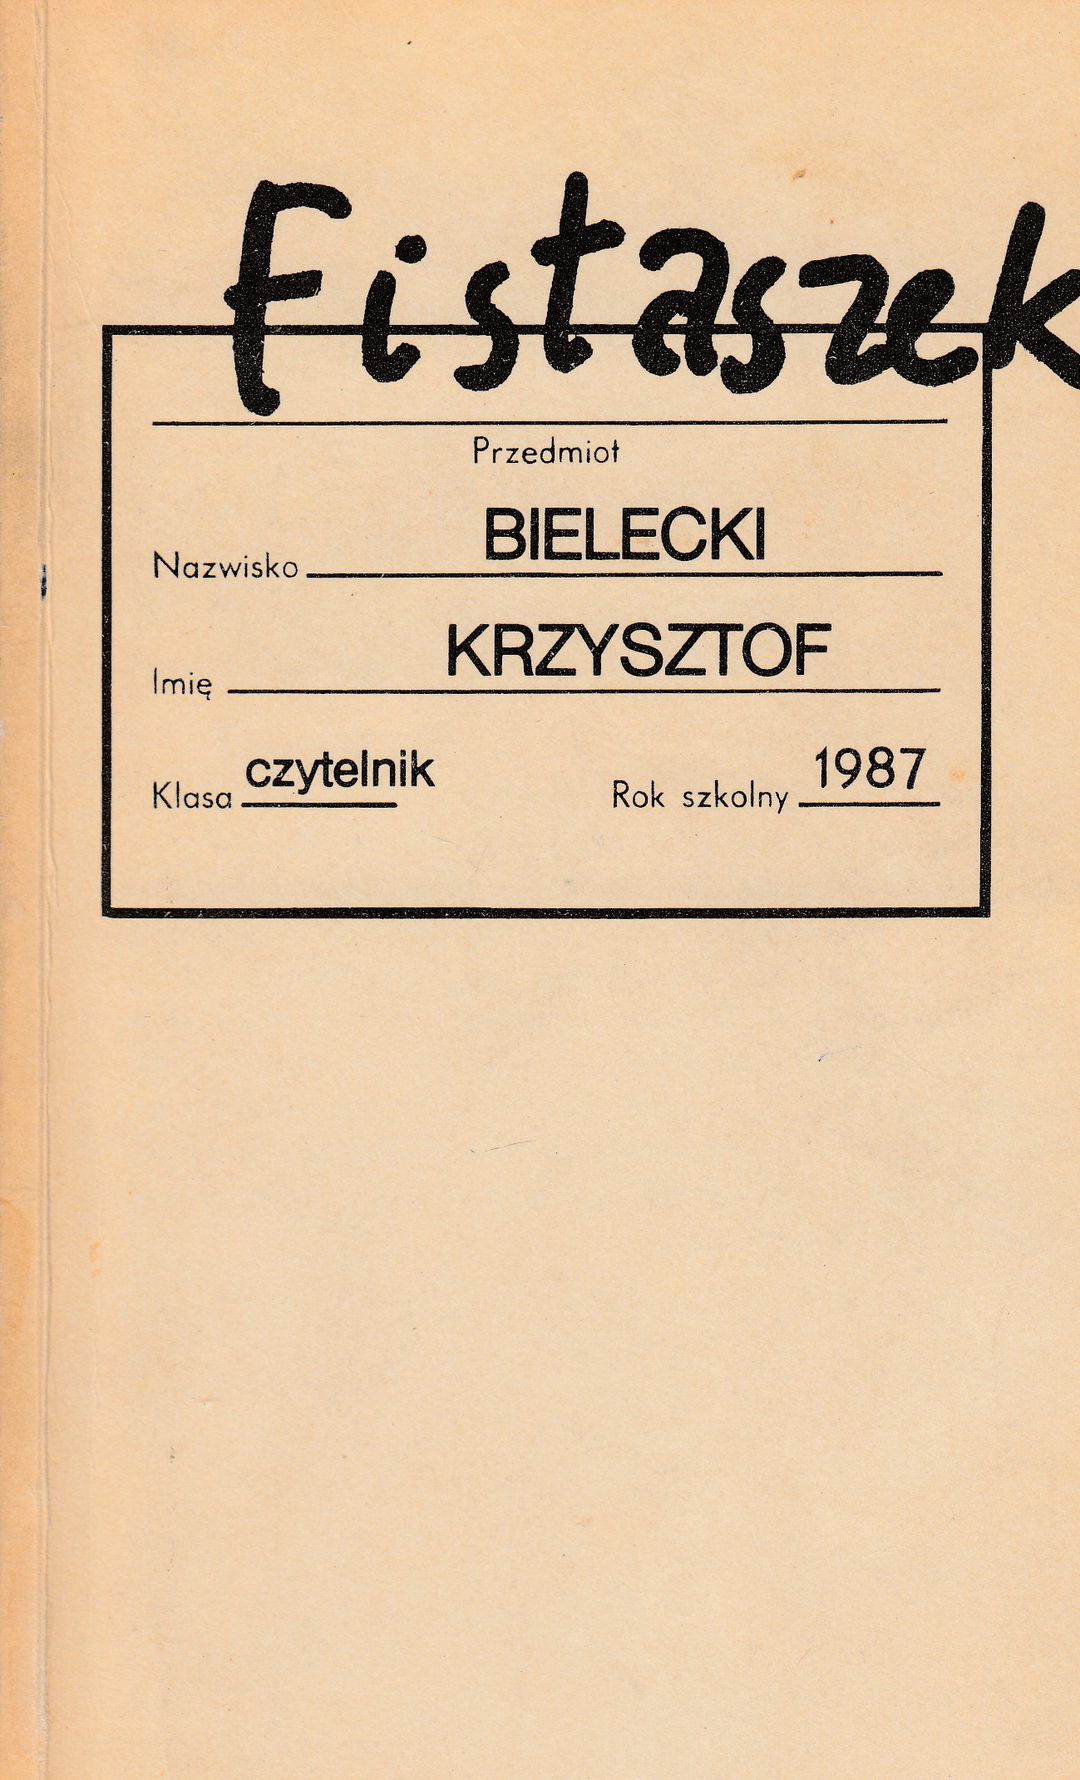 Fistaszek
Przedmiot
Nazwisko BIELECKI
Imię KRZYSZTOF
Klasa czytelnik Rok szkolny 1987